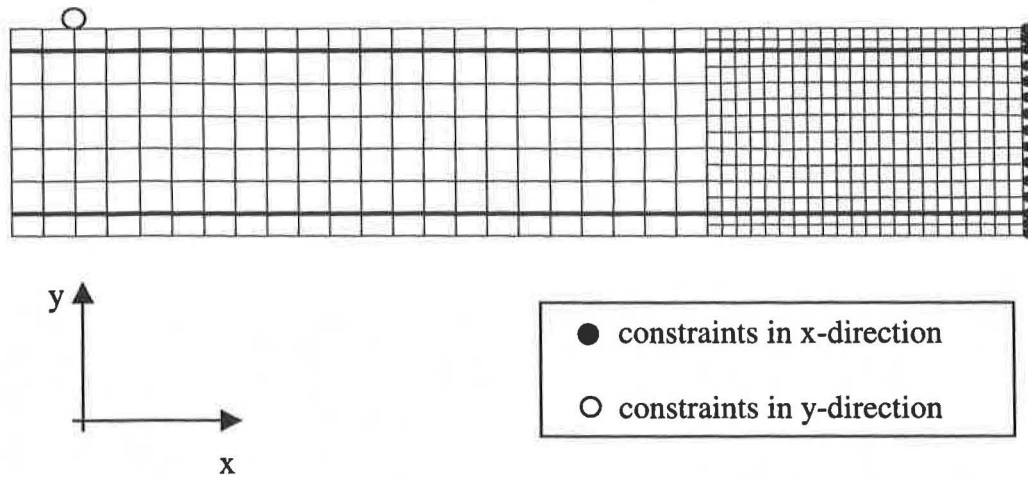 y
x
constraints in x-direction
constraints in y-direction